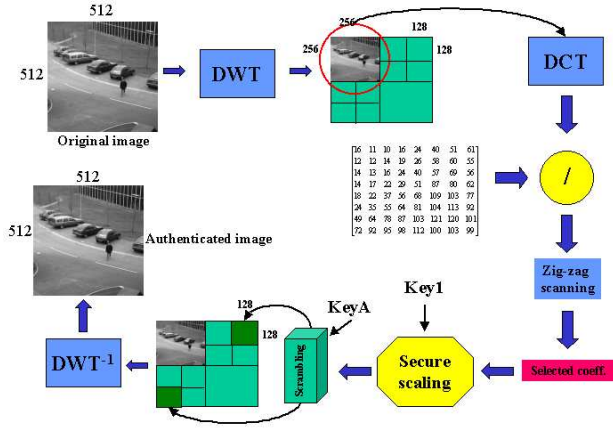 512
512
Original image
DWT
256
256
128
128
DCT
16 11 10 16 24 40 51 61
12 12 14 19 26 58 60 55
14 13 16 24 40 57 69 56
14 17 22 29 51 87 80 62
18 22 37 56 68 109 103 77
24 35 55 64 81 104 113 92
49 64 78 87 103 121 120 101
72 92 95 98 112 100 103 99
/
Zig-zag
scanning
Selected coeff.
Key1
Secure
scaling
KeyA
Scrambling
128
128
DWT-1
512
512
Authenticated image